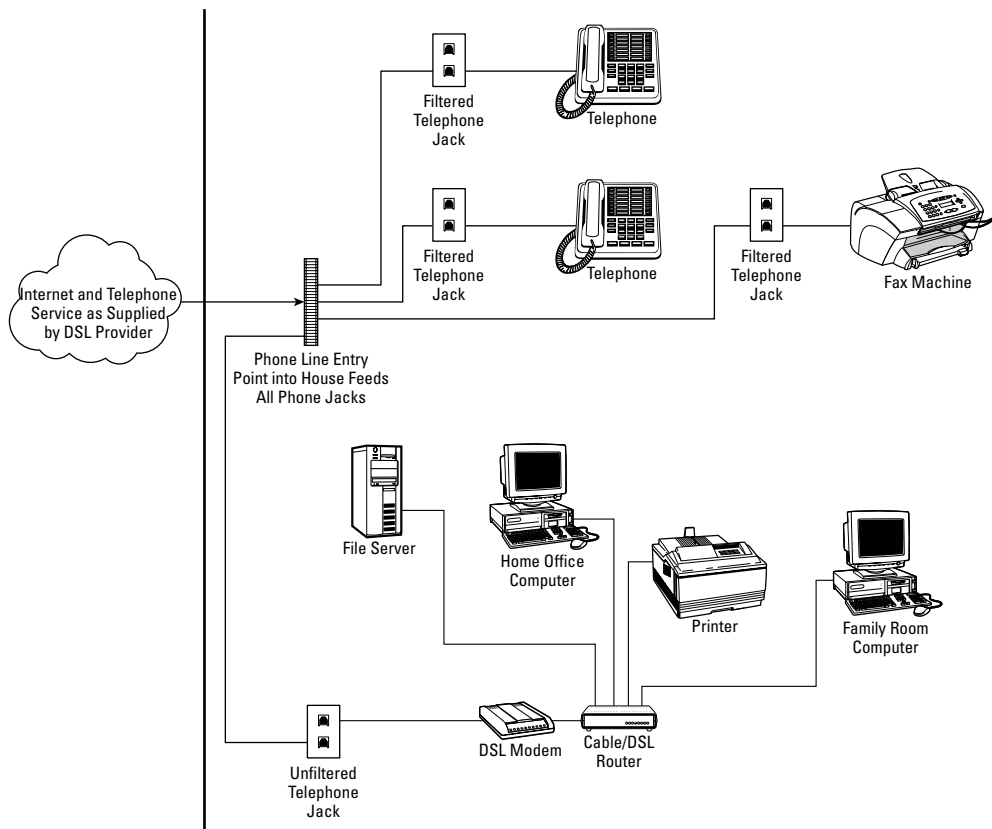 Filtered
Telephone
Jack
Telephone
Filtered
Telephone
Jack
Telephone
Filtered
Telephone
Jack
Fax Machine
Internet and Telephone
Service as Supplied
by DSL Provider
Phone Line Entry
Point into House Feeds
All Phone Jacks
File Server
Home Office
Computer
Printer
Family Room
Computer
Unfiltered
Telephone
Jack
DSL Modem
Cable/DSL
Router